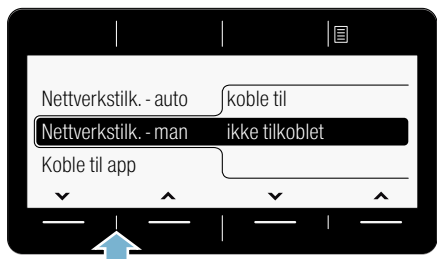 Nettverkstilk. - auto koble til
Nettverkstilk. - man ikke tilkoblet
Koble til app